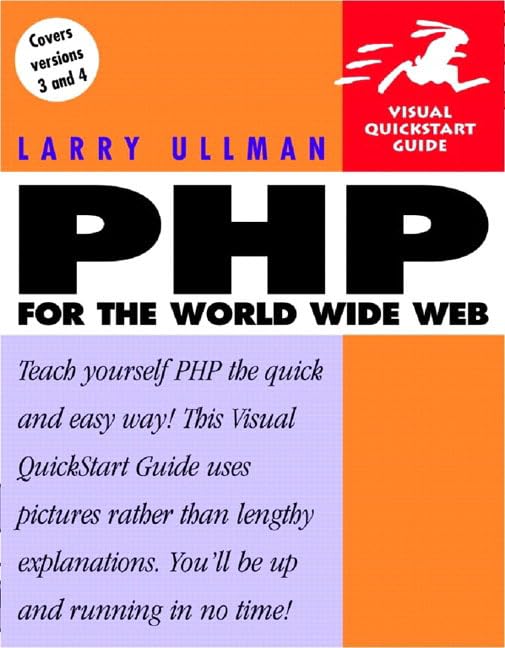 Covers
versions
3 and 4
VISUAL
QUICKSTART
GUIDE
LARRY ULLMAN
PHP
FOR THE WORLD WIDE WEB
Teach yourself PHP the quick
and easy way! This Visual
QuickStart Guide uses
pictures rather than lengthy
explanations. You'll be up
and running in no time!